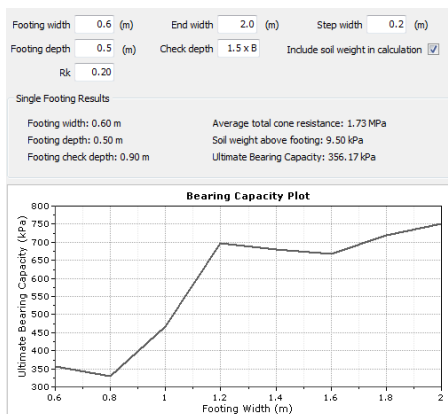 Footing width 0.6 (m) End width 2.0 (m) Step width 0.2 (m)
Footing depth 0.5 (m) Check depth 1.5 x B Include soil weight in calculation
Rk 0.20
Single Footing Results
Footing width: 0.60 m Average total cone resistance: 1.73 MPa
Footing depth: 0.50 m Soil weight above footing: 9.50 kPa
Footing check depth: 0.90 m Ultimate Bearing Capacity: 356.17 kPa
Bearing Capacity Plot
Ultimate Bearing Capacity (kPa)
800
750
700
650
600
550
500
450
400
350
300
0.6 0.8 1 1.2 1.4 1.6 1.8 2
Footing Width (m)